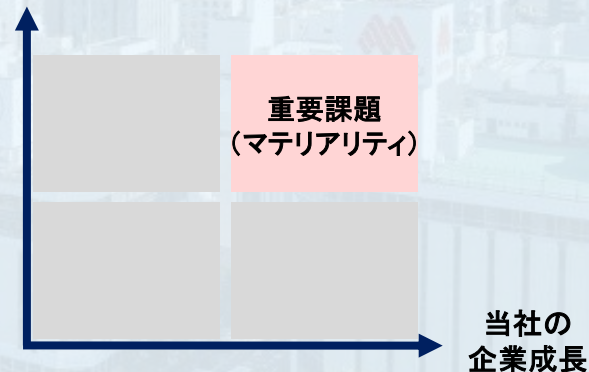 重要課題
（マテリアリティ）
当社の
企業成長